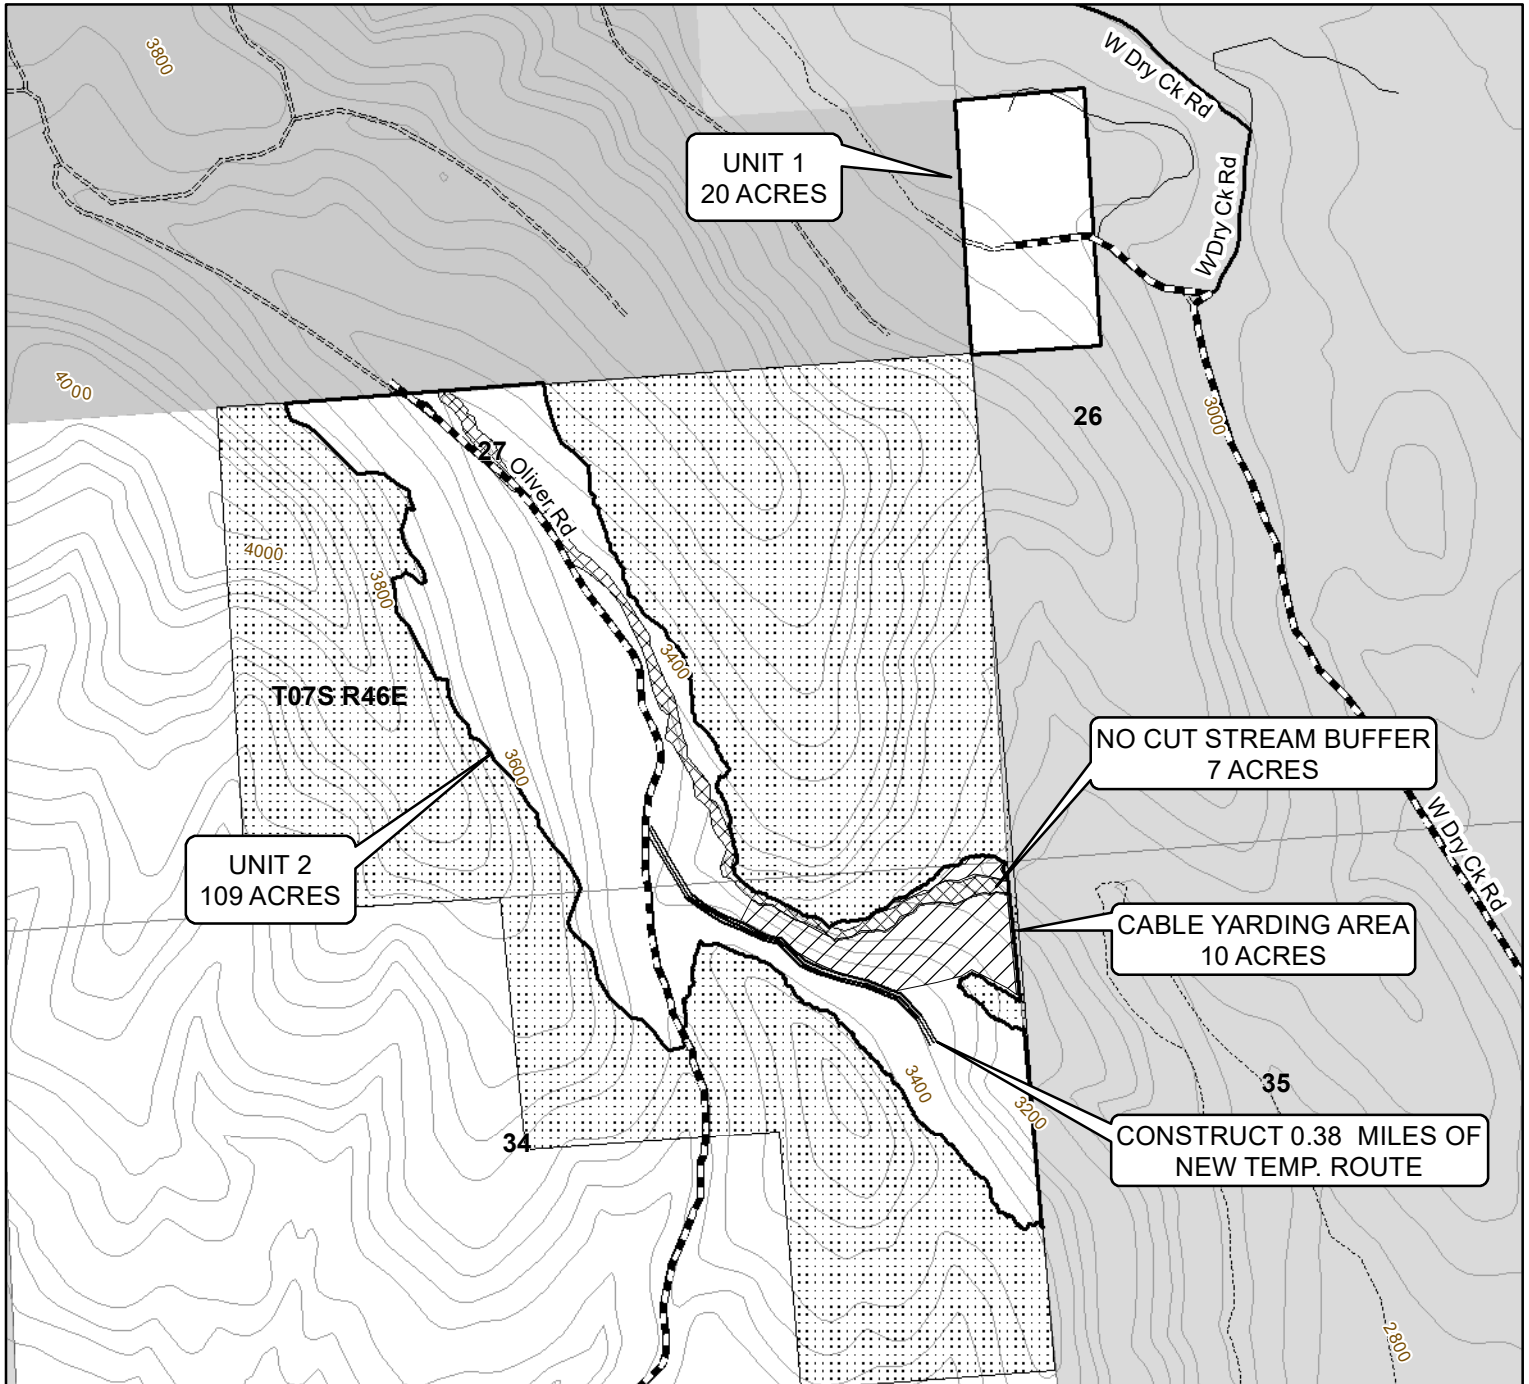 3800
W Dry Ck Rd
UNIT 1
20 ACRES
W Dry Ck Rd
4000
26
3000
27
Oliver Rd
4000
3800
3400
T07S R46E
NO CUT STREAM BUFFER
7 ACRES
3600
W Dry Ck Rd
UNIT 2
109 ACRES
CABLE YARDING AREA
10 ACRES
3400
35
3200
34
CONSTRUCT 0.38 MILES OF
NEW TEMP. ROUTE
2800